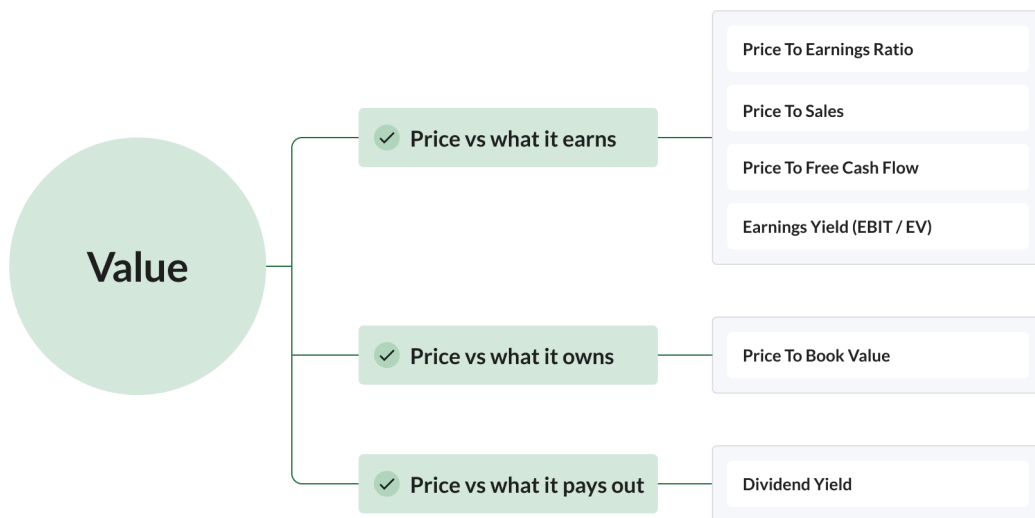 Value
Price vs what it earns
Price To Earnings Ratio
Price To Sales
Price To Free Cash Flow
Earnings Yield (EBIT / EV)
Price vs what it owns
Price To Book Value
Price vs what it pays out
Dividend Yield